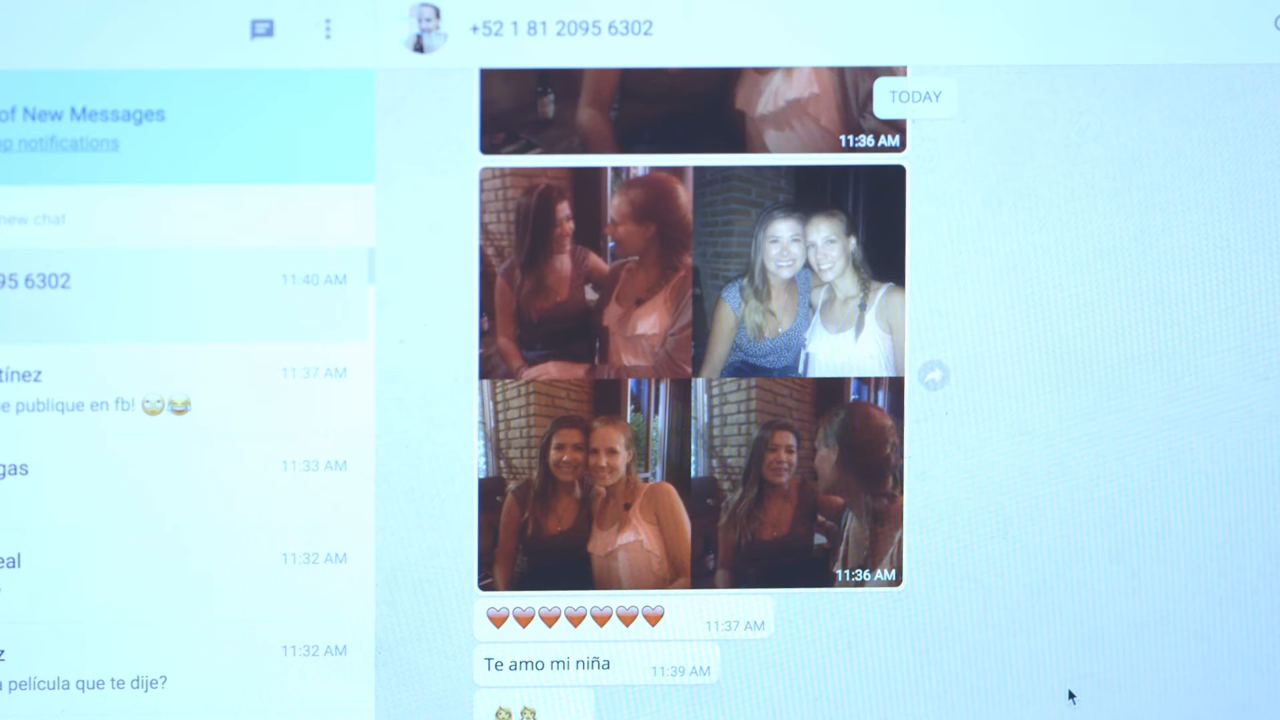 +52 1 81 2095 6302
of New Messages
p notifications
new chat
95 6302
11:40 AM
tínez
11:37 AM
e publique en fb!
gas
11:33 AM
eal
11:32 AM
z
11:32 AM
película que te dije?
TODAY
11:36 AM
11:36 AM
11:37 AM
Te amo mi niña
11:39 AM